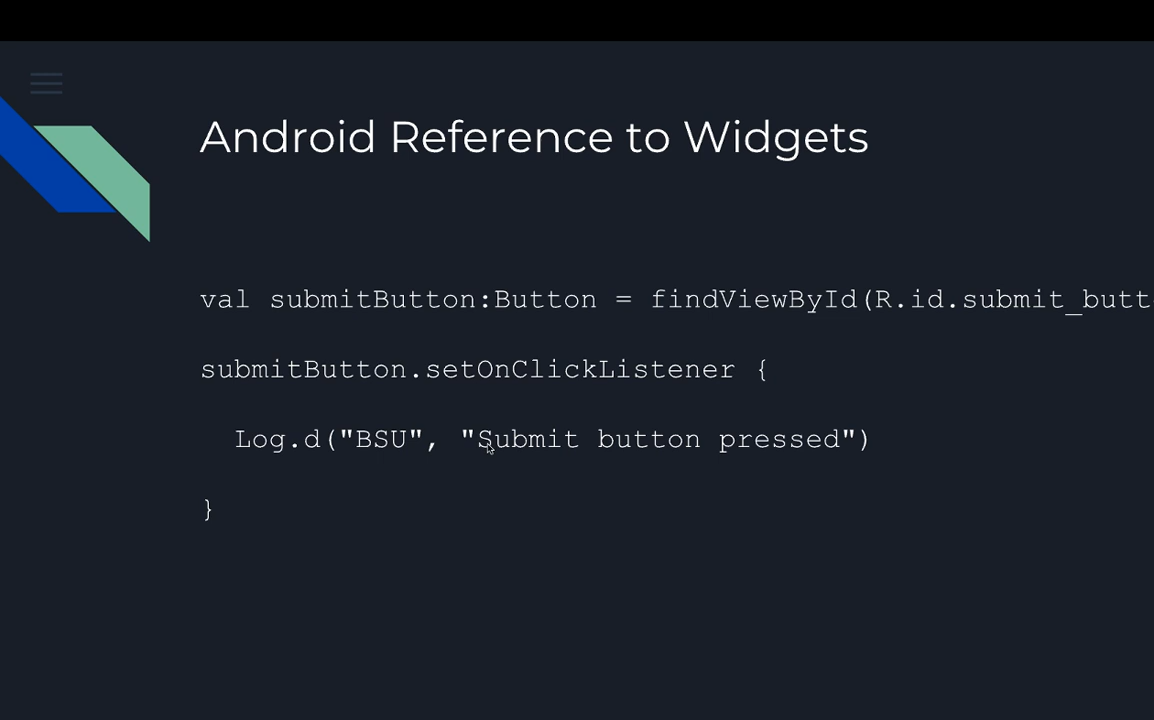 Android Reference to Widgets
val submitButton:Button = findViewById(R.id.submit_butt
submitButton.setOnClickListener {
Log.d("BSU", "Submit button pressed")
}